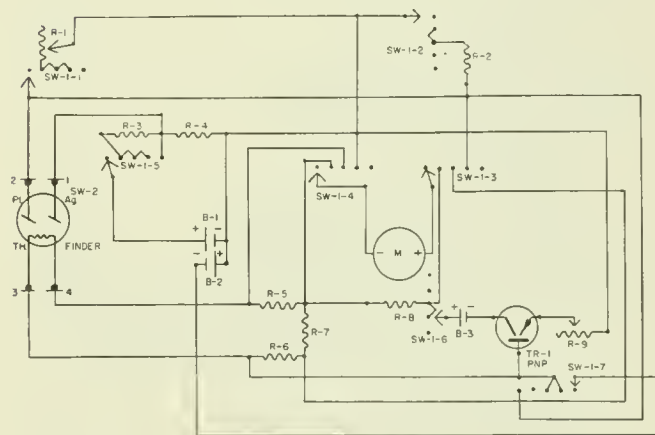 R-1
SW-1-1
SW-1-2
R-2
R-3
R-4
SW-1-5
SW-1-4
SW-1-3
2
1
SW-2
PL
Ag
TH.
FINDER
3
4
+
B-1
-
-
B-2
+
- M +
R-5
R-6
R-7
R-8
SW-1-6
+ -
B-3
TR-1
PNP
R-9
SW-1-7